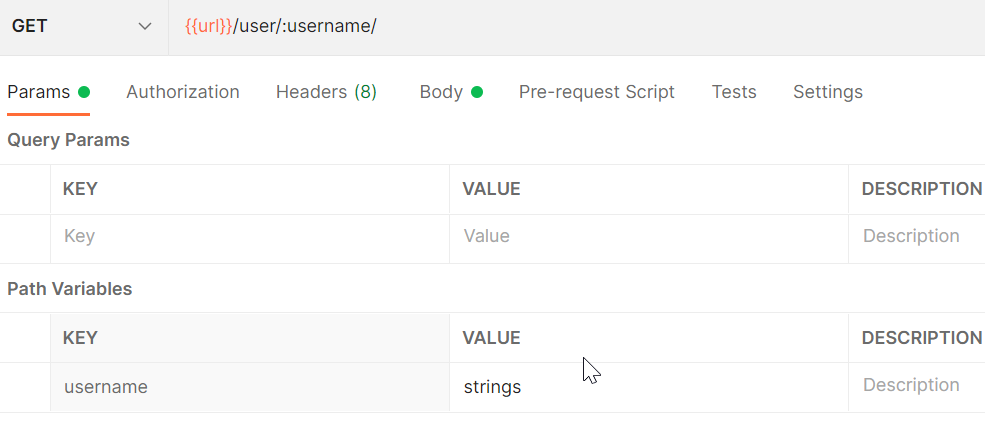 GET {{url}}/user/:username/
Params Authorization Headers (8) Body Pre-request Script Tests Settings
Query Params
KEY VALUE DESCRIPTION
Key Value Description
Path Variables
KEY VALUE DESCRIPTION
username strings Description